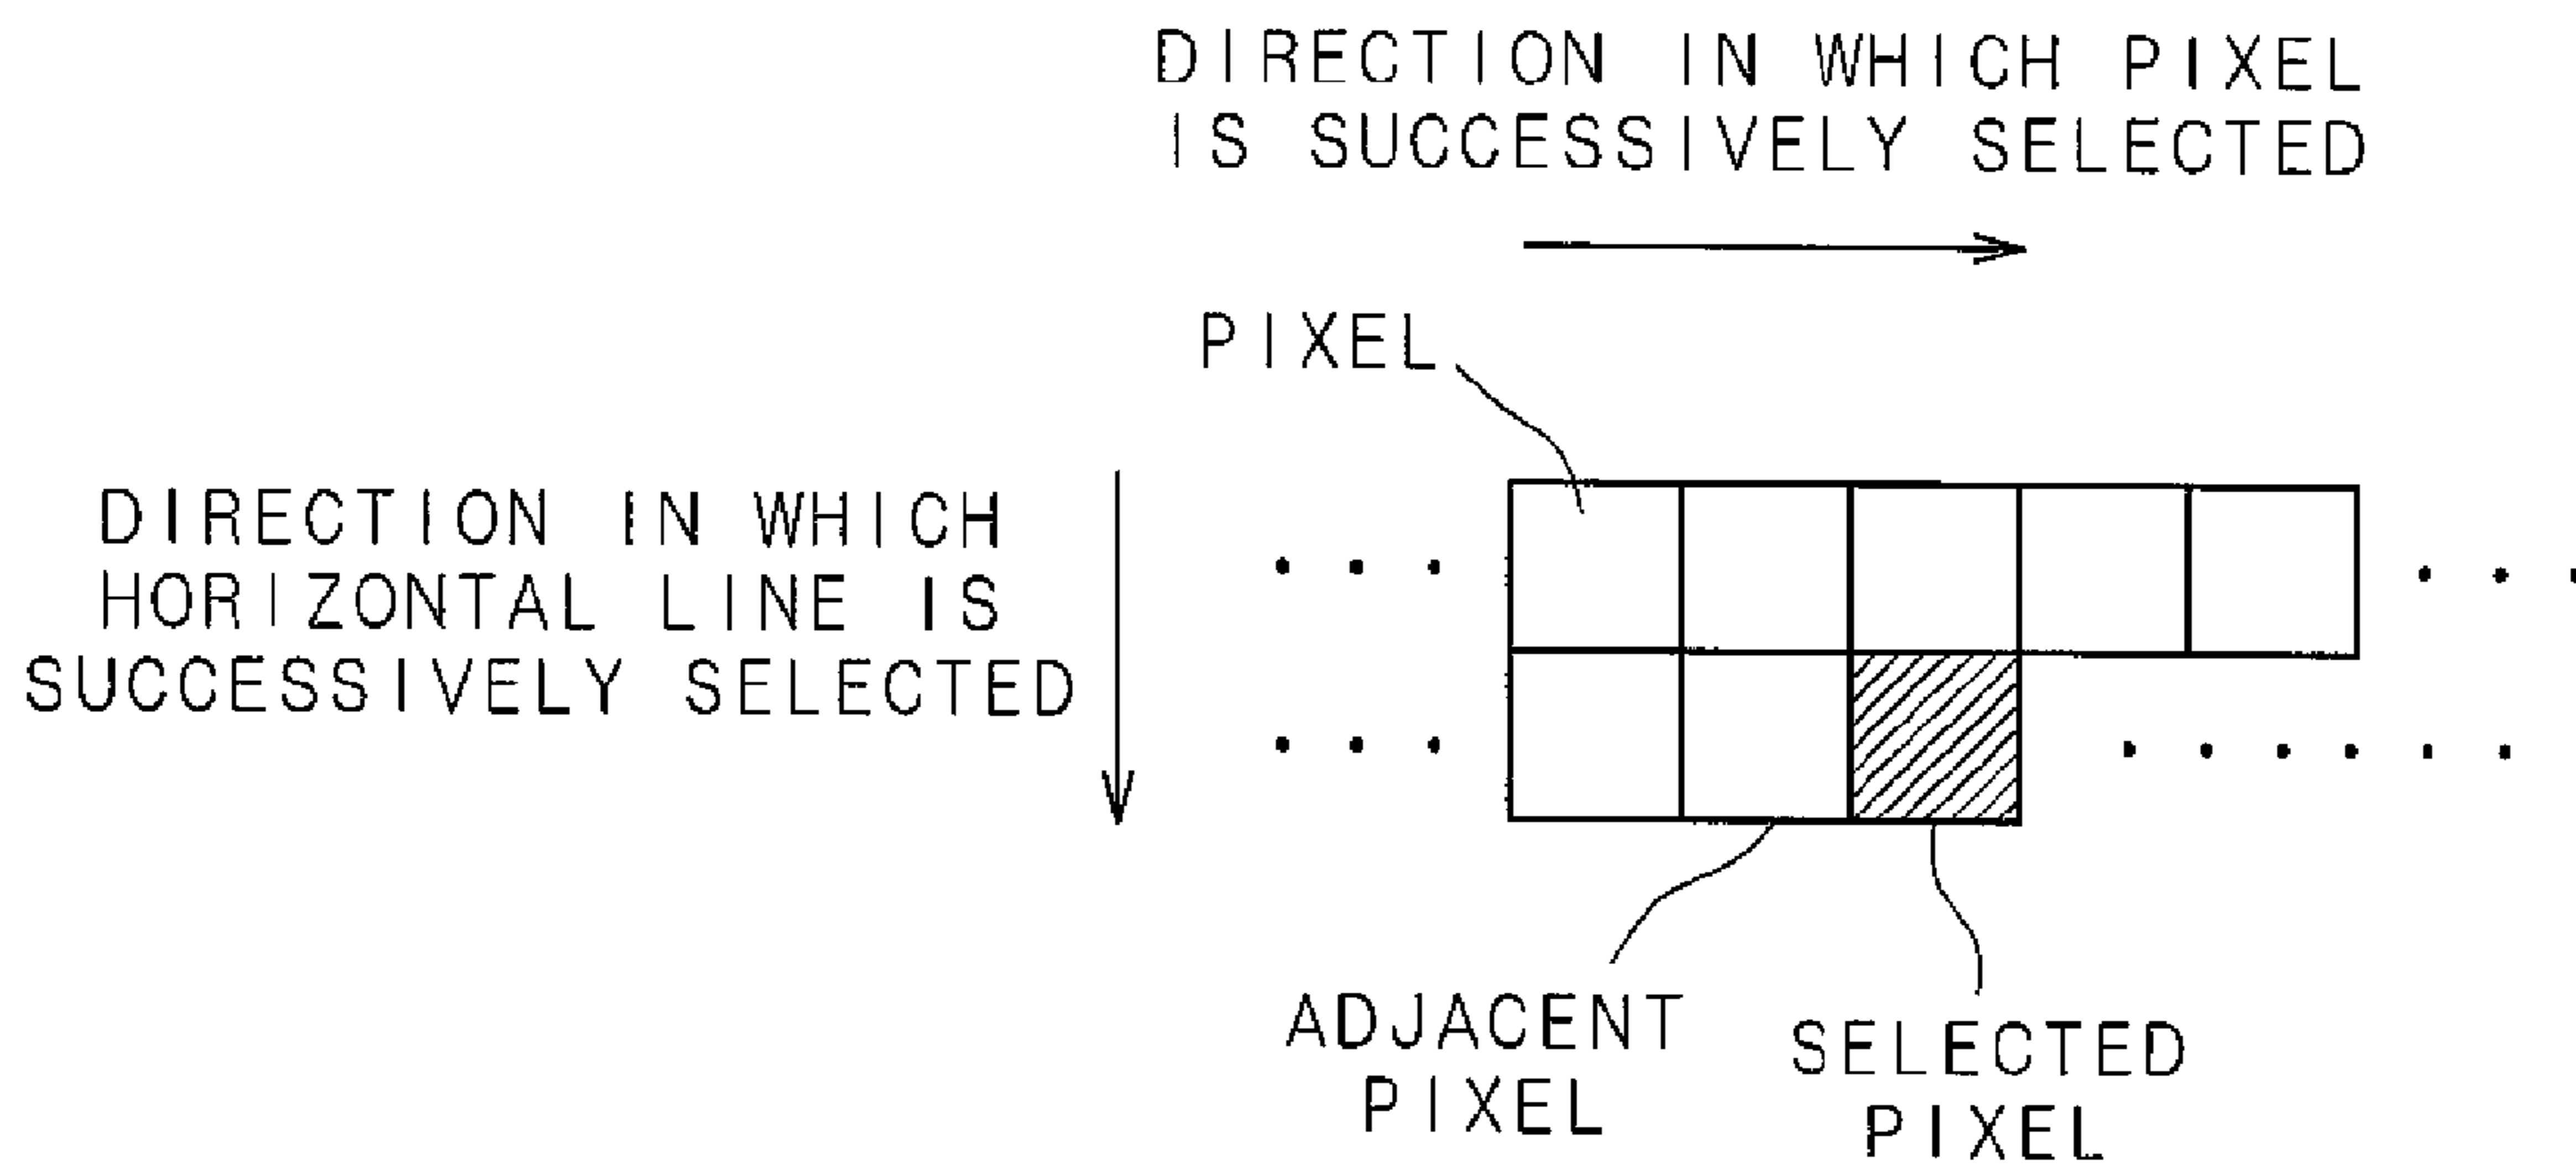 DIRECTION IN WHICH PIXEL
IS SUCCESSIVELY SELECTED
PIXEL
DIRECTION IN WHICH
HORIZONTAL LINE IS
SUCCESSIVELY SELECTED
ADJACENT
PIXEL
SELECTED
PIXEL